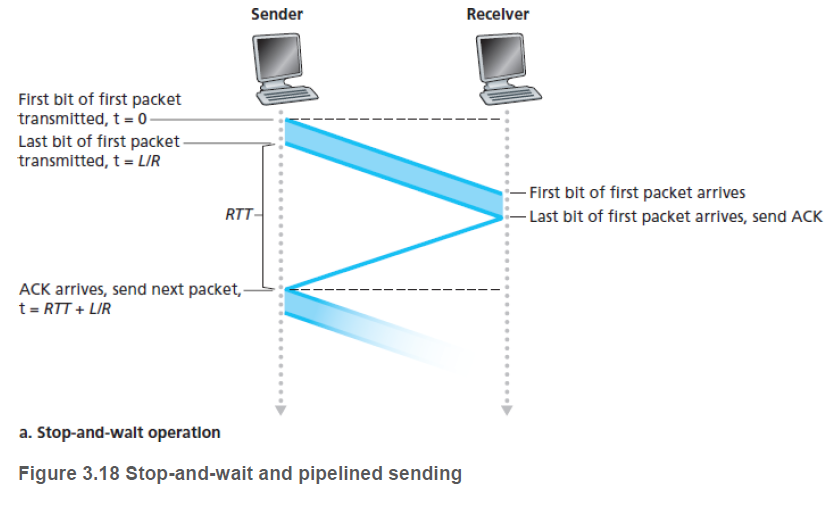 Sender
Receiver
First bit of first packet
transmitted, t = 0
Last bit of first packet
transmitted, t = L/R
First bit of first packet arrives
RTT
Last bit of first packet arrives, send ACK
ACK arrives, send next packet,
t = RTT + L/R
a. Stop-and-wait operation
Figure 3.18 Stop-and-wait and pipelined sending